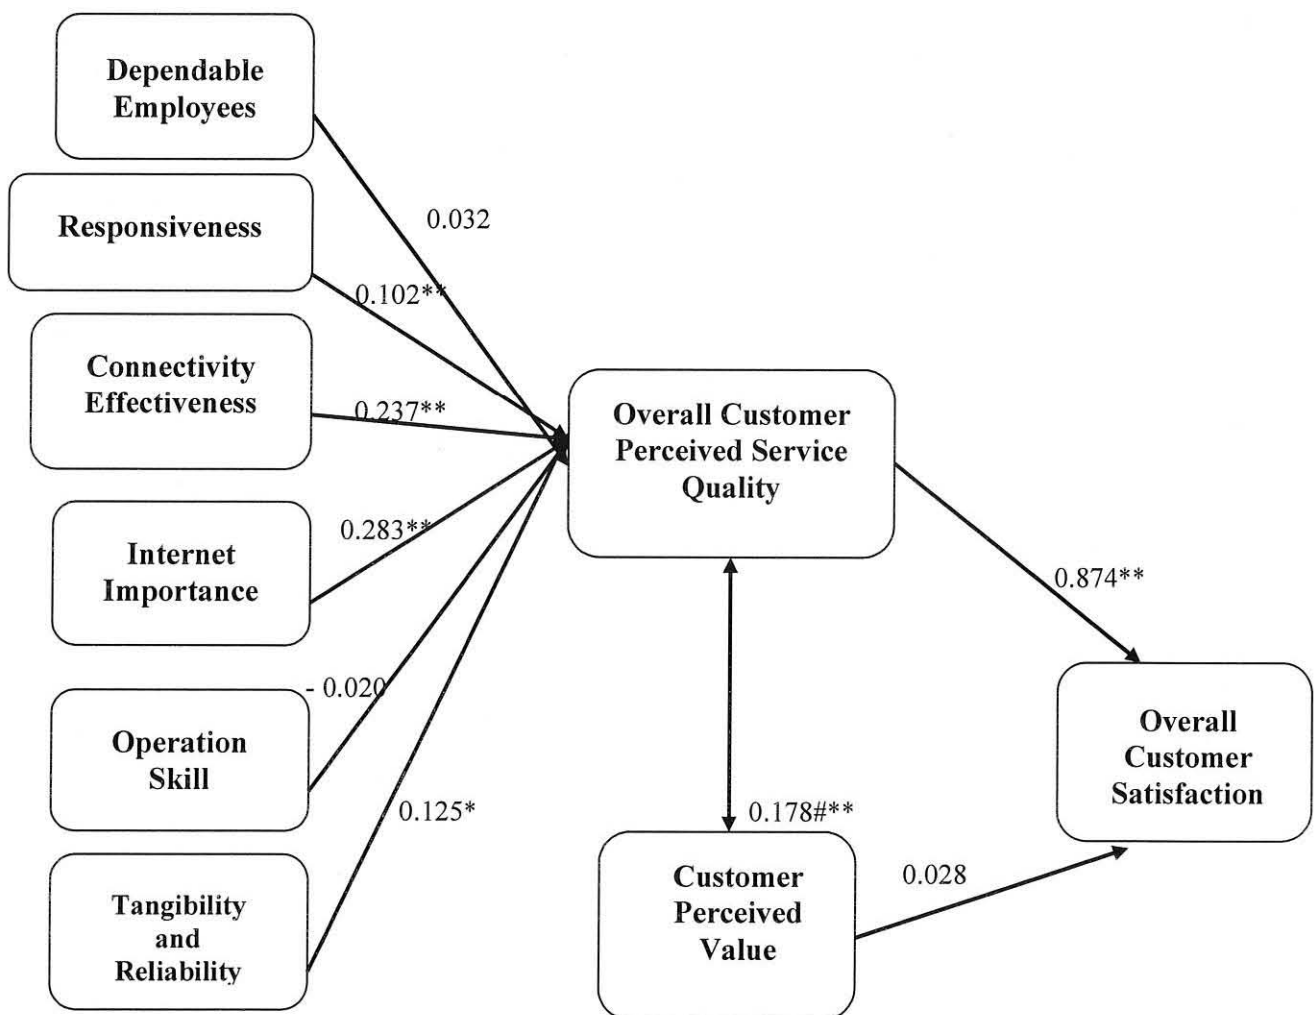 Dependable
Employees
0.032
Responsiveness
0.102**
Connectivity
Effectiveness
0.237**
Overall Customer
Perceived Service
Quality
Internet
Importance
0.283**
0.874**
Operation
Skill
- 0.020
Overall
Customer
Satisfaction
0.125*
0.178#**
Tangibility
and
Reliability
Customer
Perceived
Value
0.028